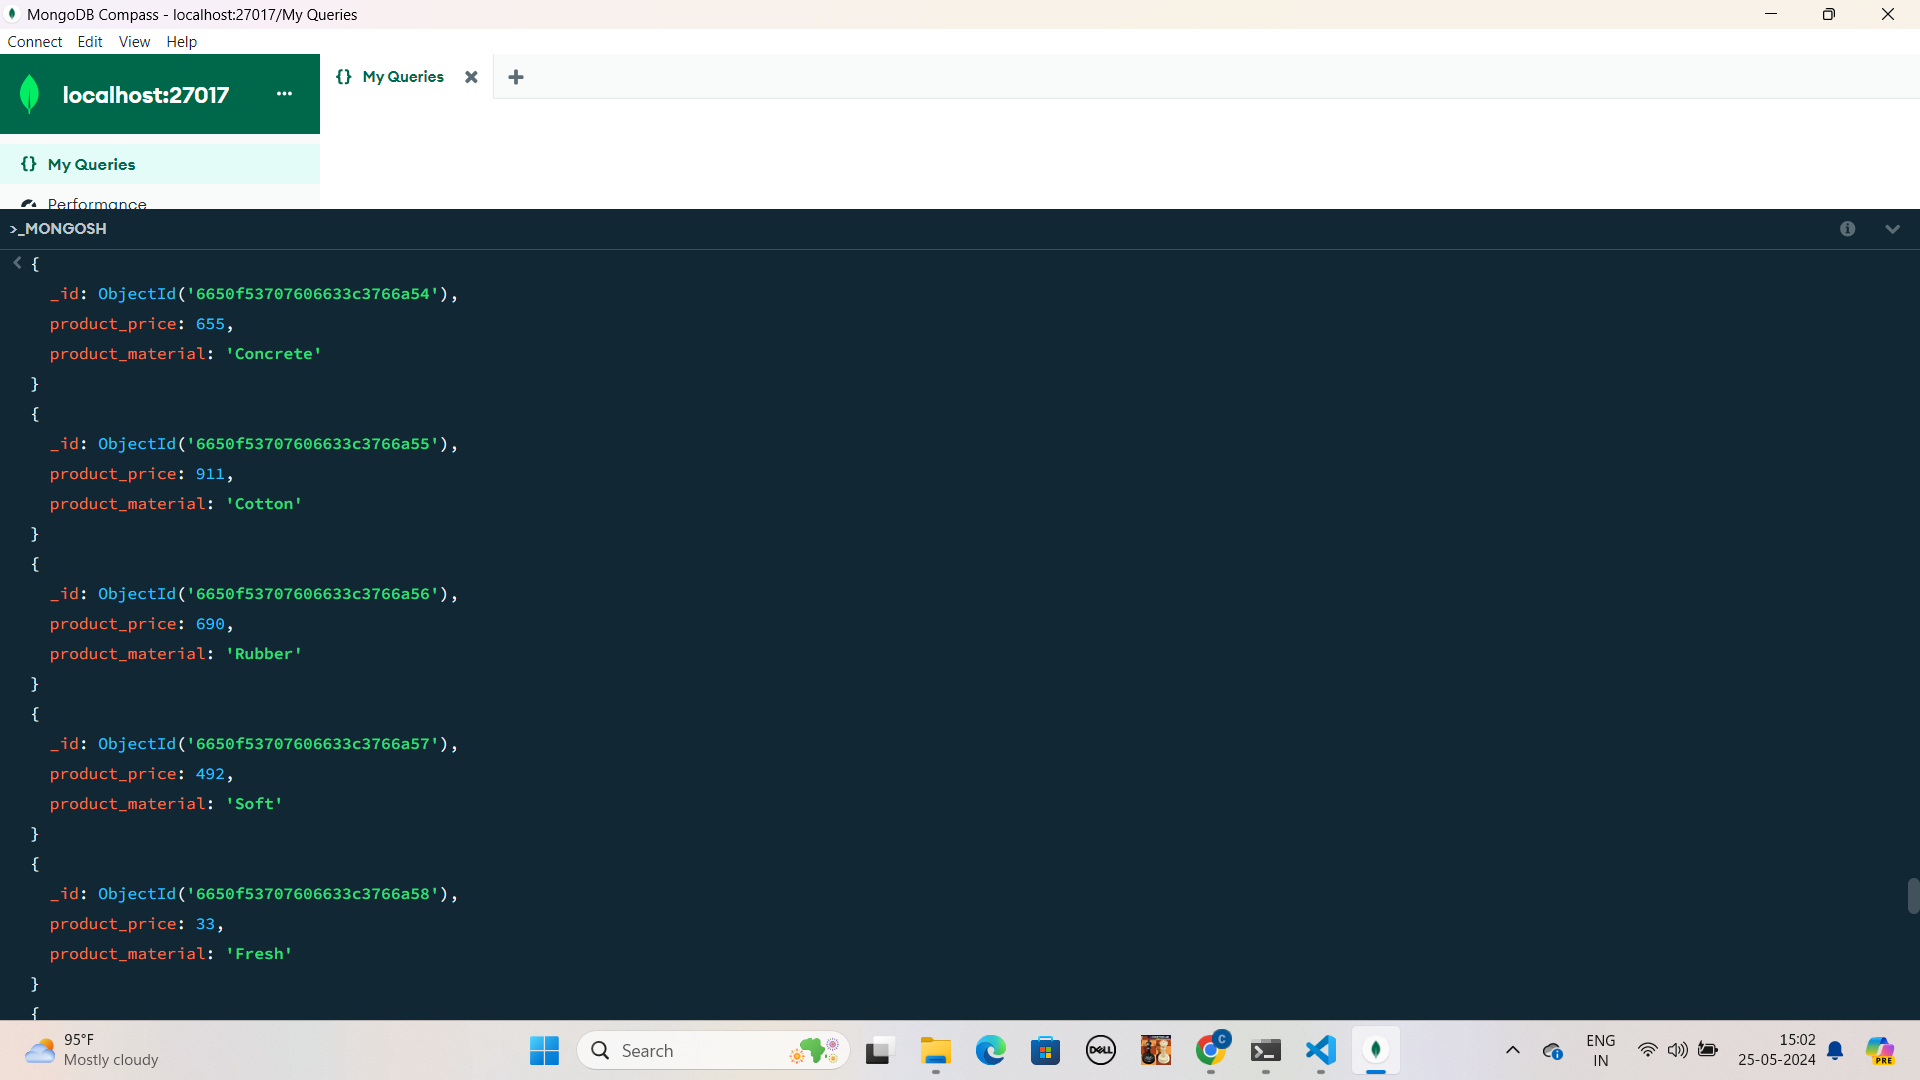 MongoDB Compass - localhost:27017/My Queries
Connect Edit View Help
localhost:27017 ...
{} My Queries
{} My Queries
Performance
>_MONGOSH
{
_id: ObjectId('6650f53707606633c3766a54'),
product_price: 655,
product_material: 'Concrete'
}
{
_id: ObjectId('6650f53707606633c3766a55'),
product_price: 911,
product_material: 'Cotton'
}
{
_id: ObjectId('6650f53707606633c3766a56'),
product_price: 690,
product_material: 'Rubber'
}
{
_id: ObjectId('6650f53707606633c3766a57'),
product_price: 492,
product_material: 'Soft'
}
{
_id: ObjectId('6650f53707606633c3766a58'),
product_price: 33,
product_material: 'Fresh'
}
{
95°F
Mostly cloudy
Search
DELL
C
ENG
IN
15:02
25-05-2024
PRE